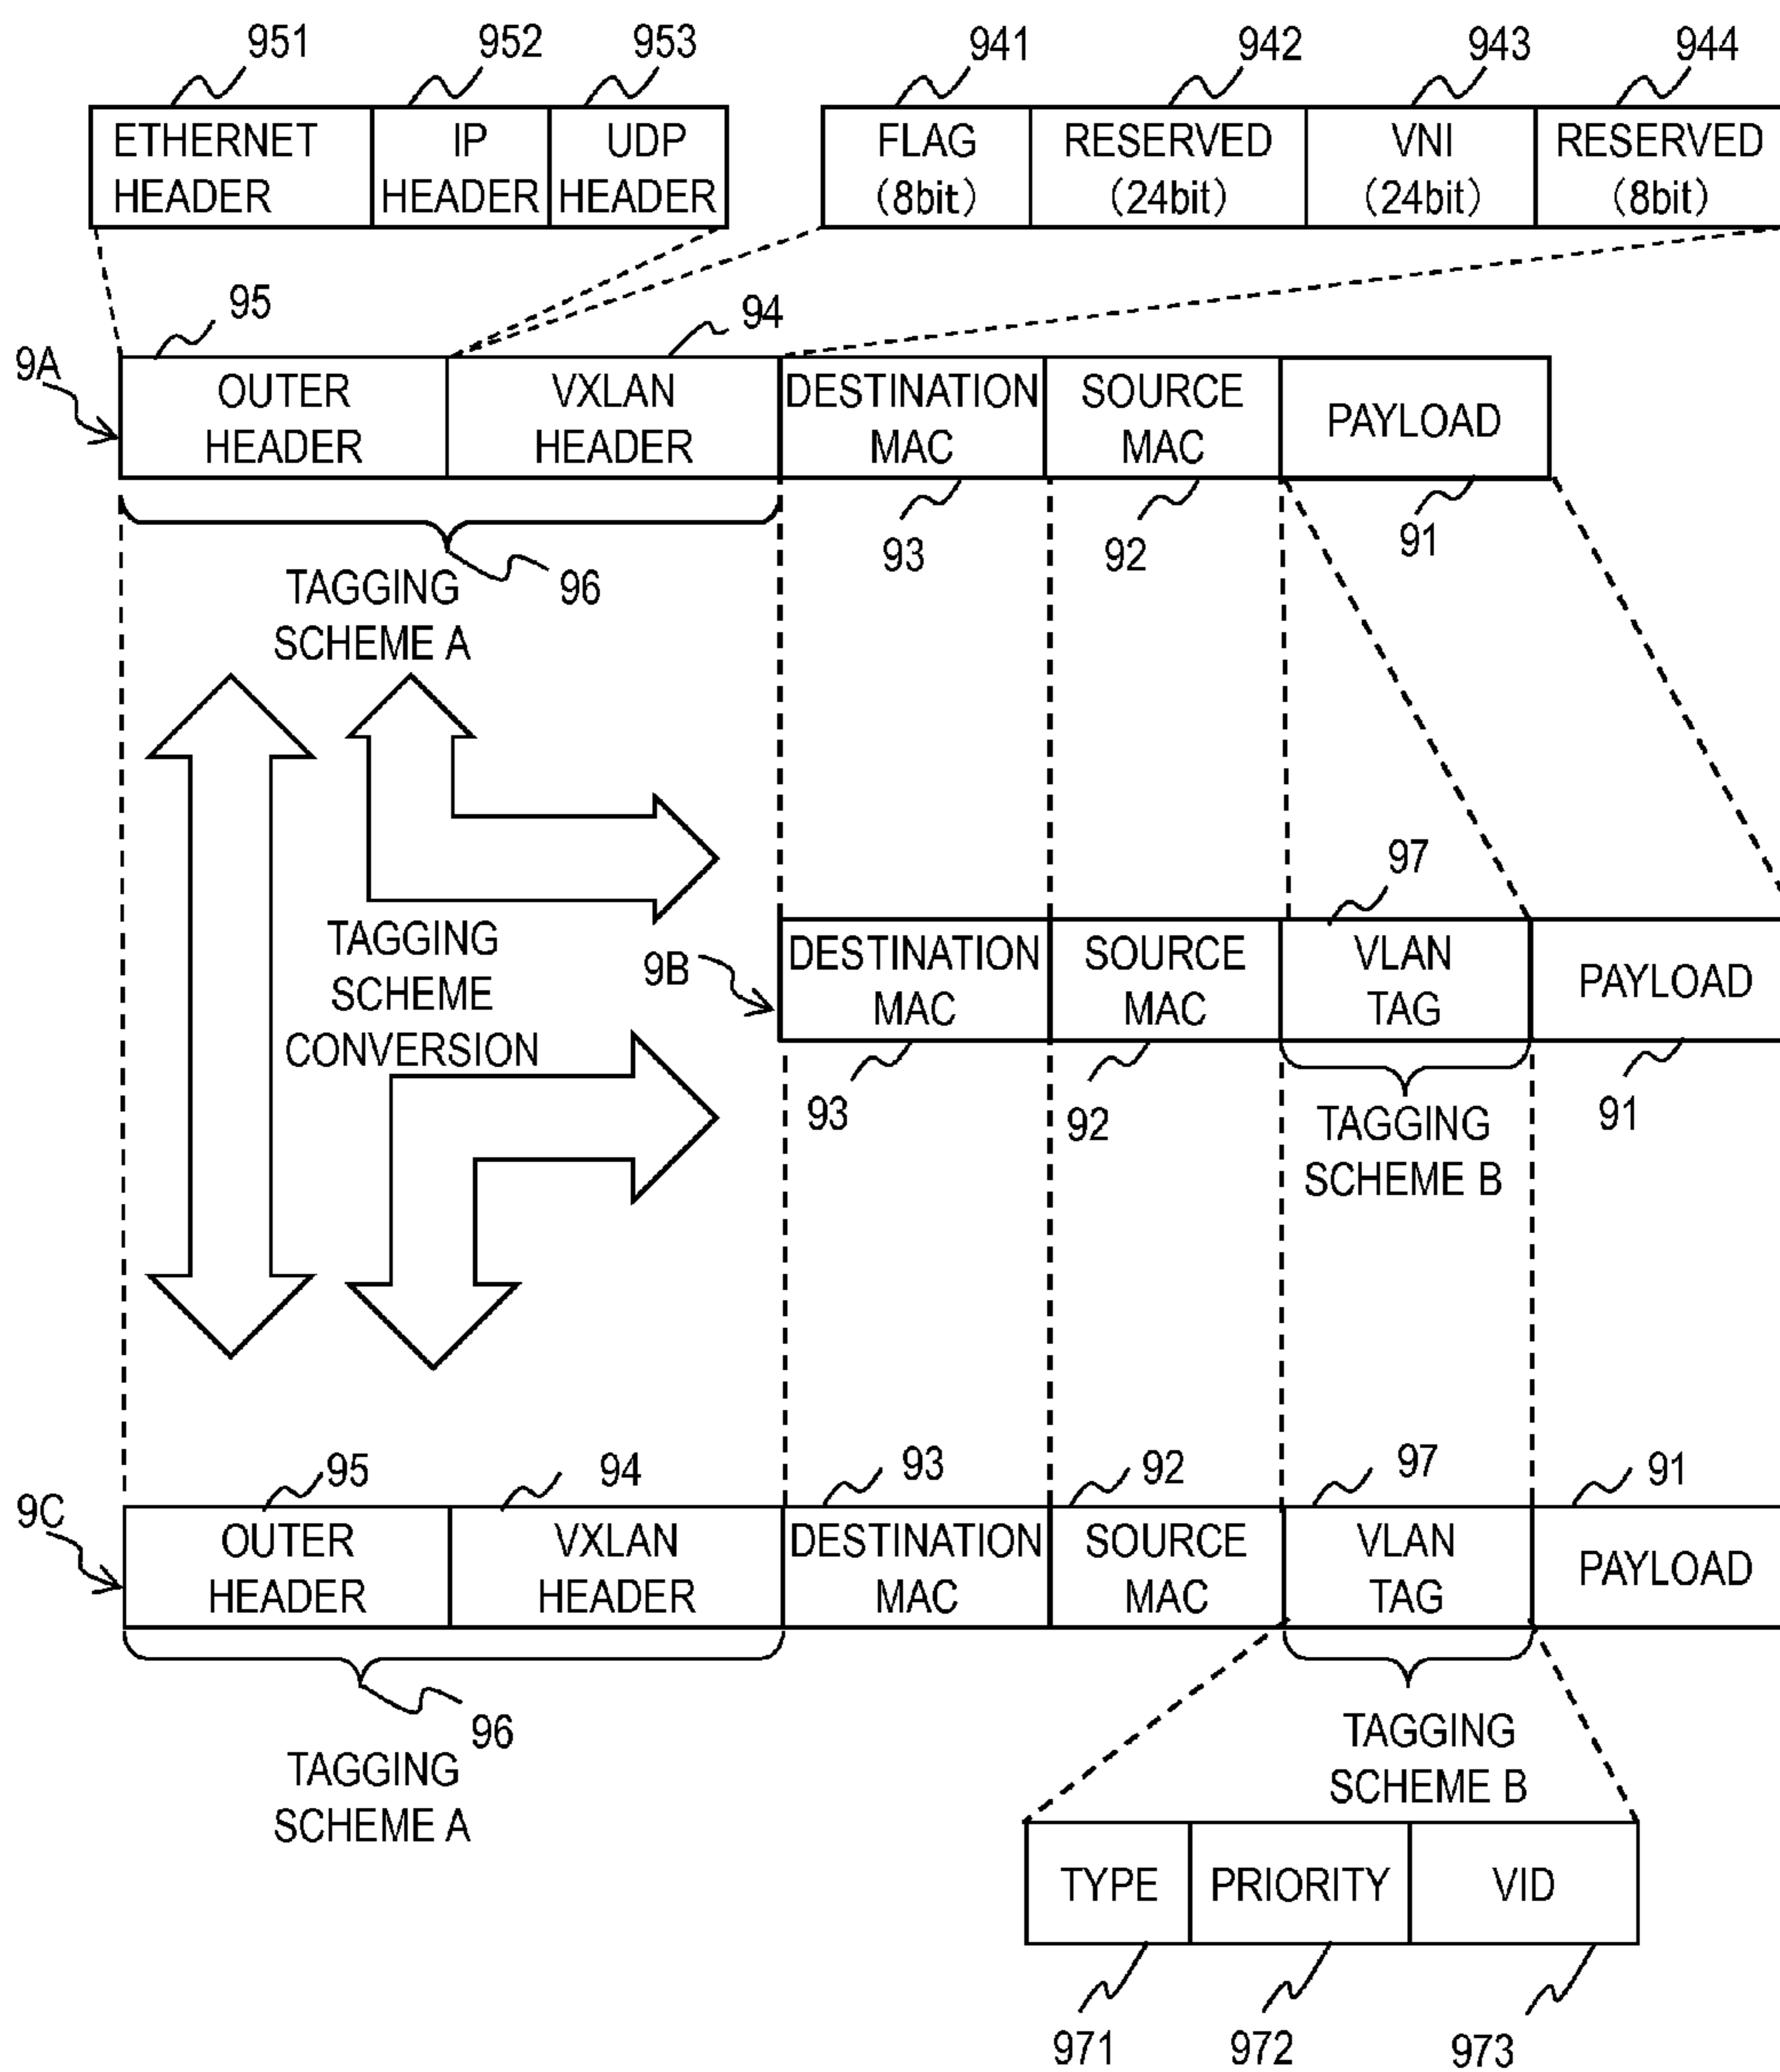 951
952
953
941
942
943
944
ETHERNET
HEADER
IP
HEADER
UDP
HEADER
FLAG
(8bit)
RESERVED
(24bit)
VNI
(24bit)
RESERVED
(8bit)
95
94
9A
OUTER
HEADER
VXLAN
HEADER
DESTINATION
MAC
SOURCE
MAC
PAYLOAD
93
92
91
96
TAGGING
SCHEME A
97
TAGGING
SCHEME
CONVERSION
9B
DESTINATION
MAC
SOURCE
MAC
VLAN
TAG
PAYLOAD
93
92
91
TAGGING
SCHEME B
95
94
93
92
97
91
9C
OUTER
HEADER
VXLAN
HEADER
DESTINATION
MAC
SOURCE
MAC
VLAN
TAG
PAYLOAD
96
TAGGING
SCHEME A
TAGGING
SCHEME B
TYPE
PRIORITY
VID
971
972
973